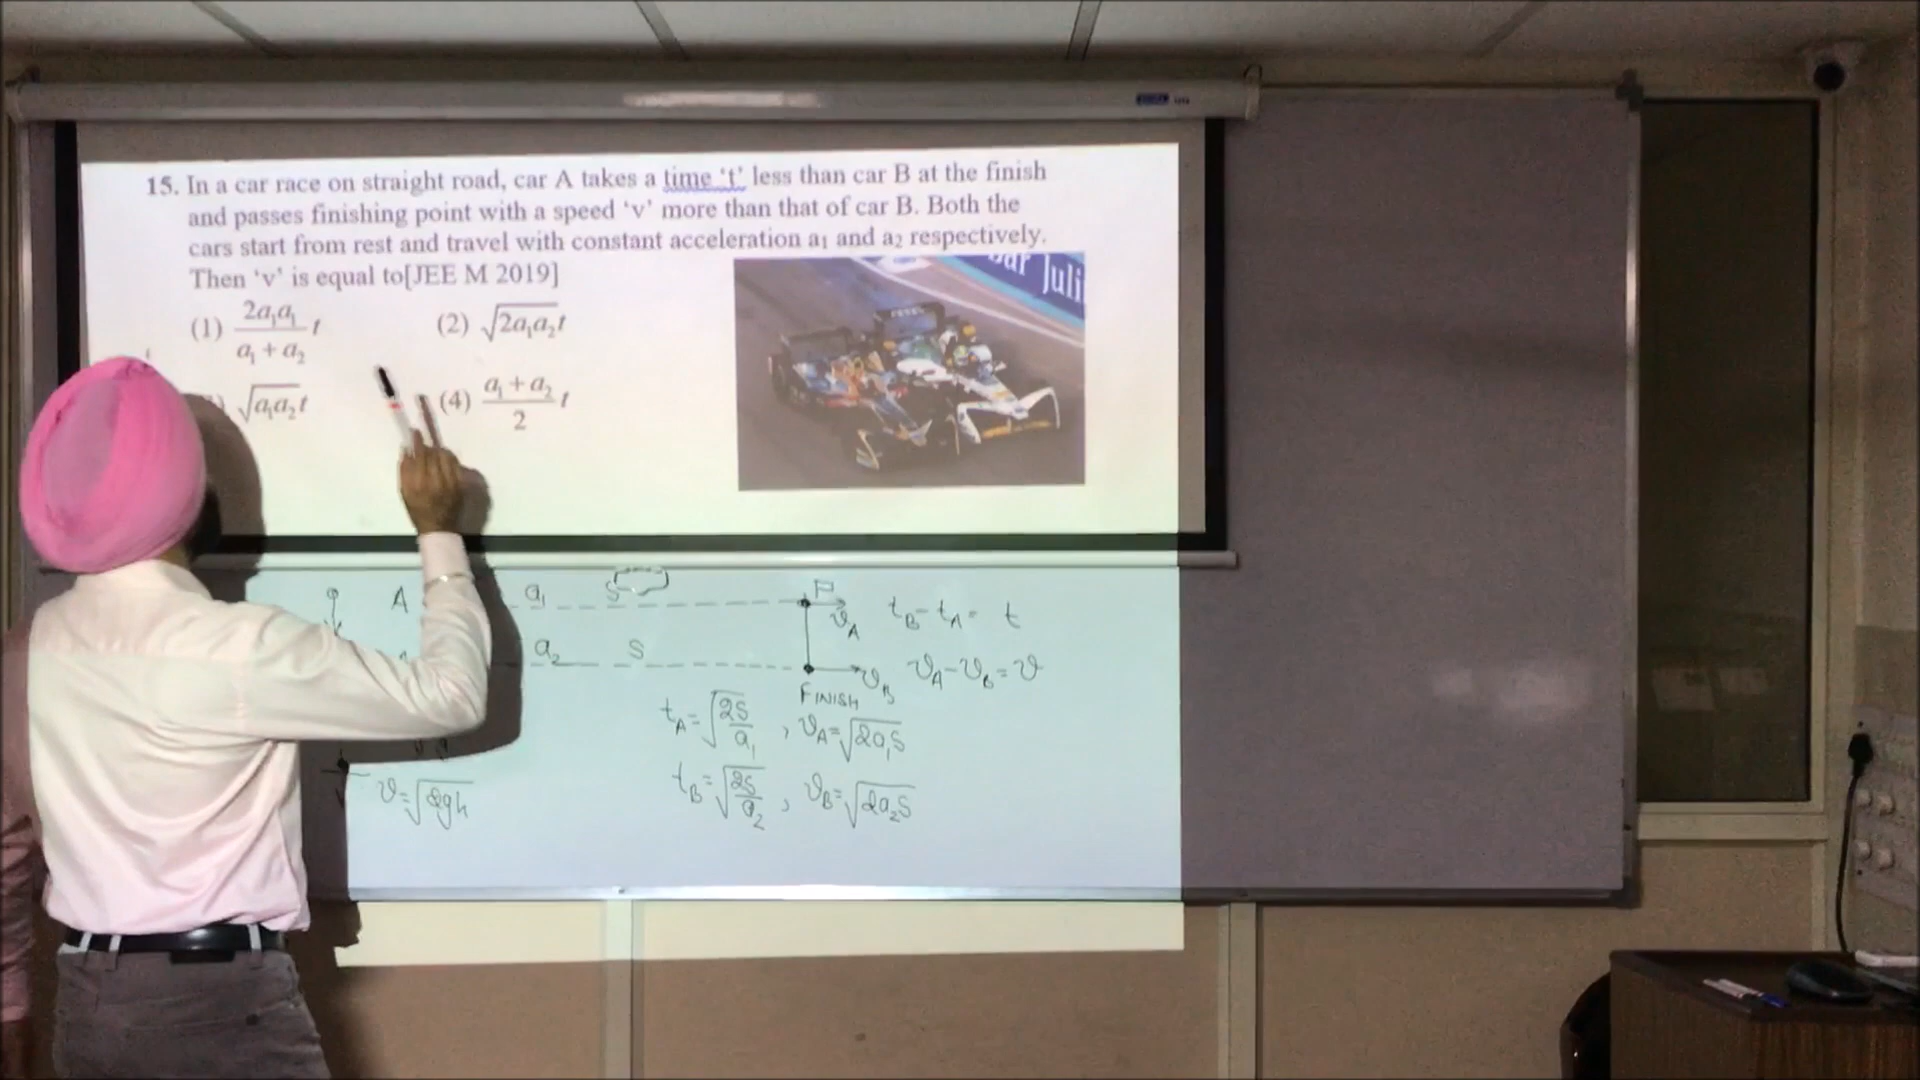 15. In a car race on straight road, car A takes a time ‘t’ less than car B at the finish
and passes finishing point with a speed ‘v’ more than that of car B. Both the
cars start from rest and travel with constant acceleration a₁ and a₂ respectively.
Then ‘v’ is equal to[JEE M 2019]
(1) 2a₁a₁/(a₁ + a₂) t (2) √(2a₁a₂) t
√(a₁a₂) t (4) (a₁ + a₂)/2 t
Juli
A a₁ S P
v_A t_B - t_A = t
a₂ S v_B v_A - v_B = v
FINISH
t_A = √(2S/a₁) , v_A = √(2a₁S)
t_B = √(2S/a₂) , v_B = √(2a₂S)
v = √(2gh)